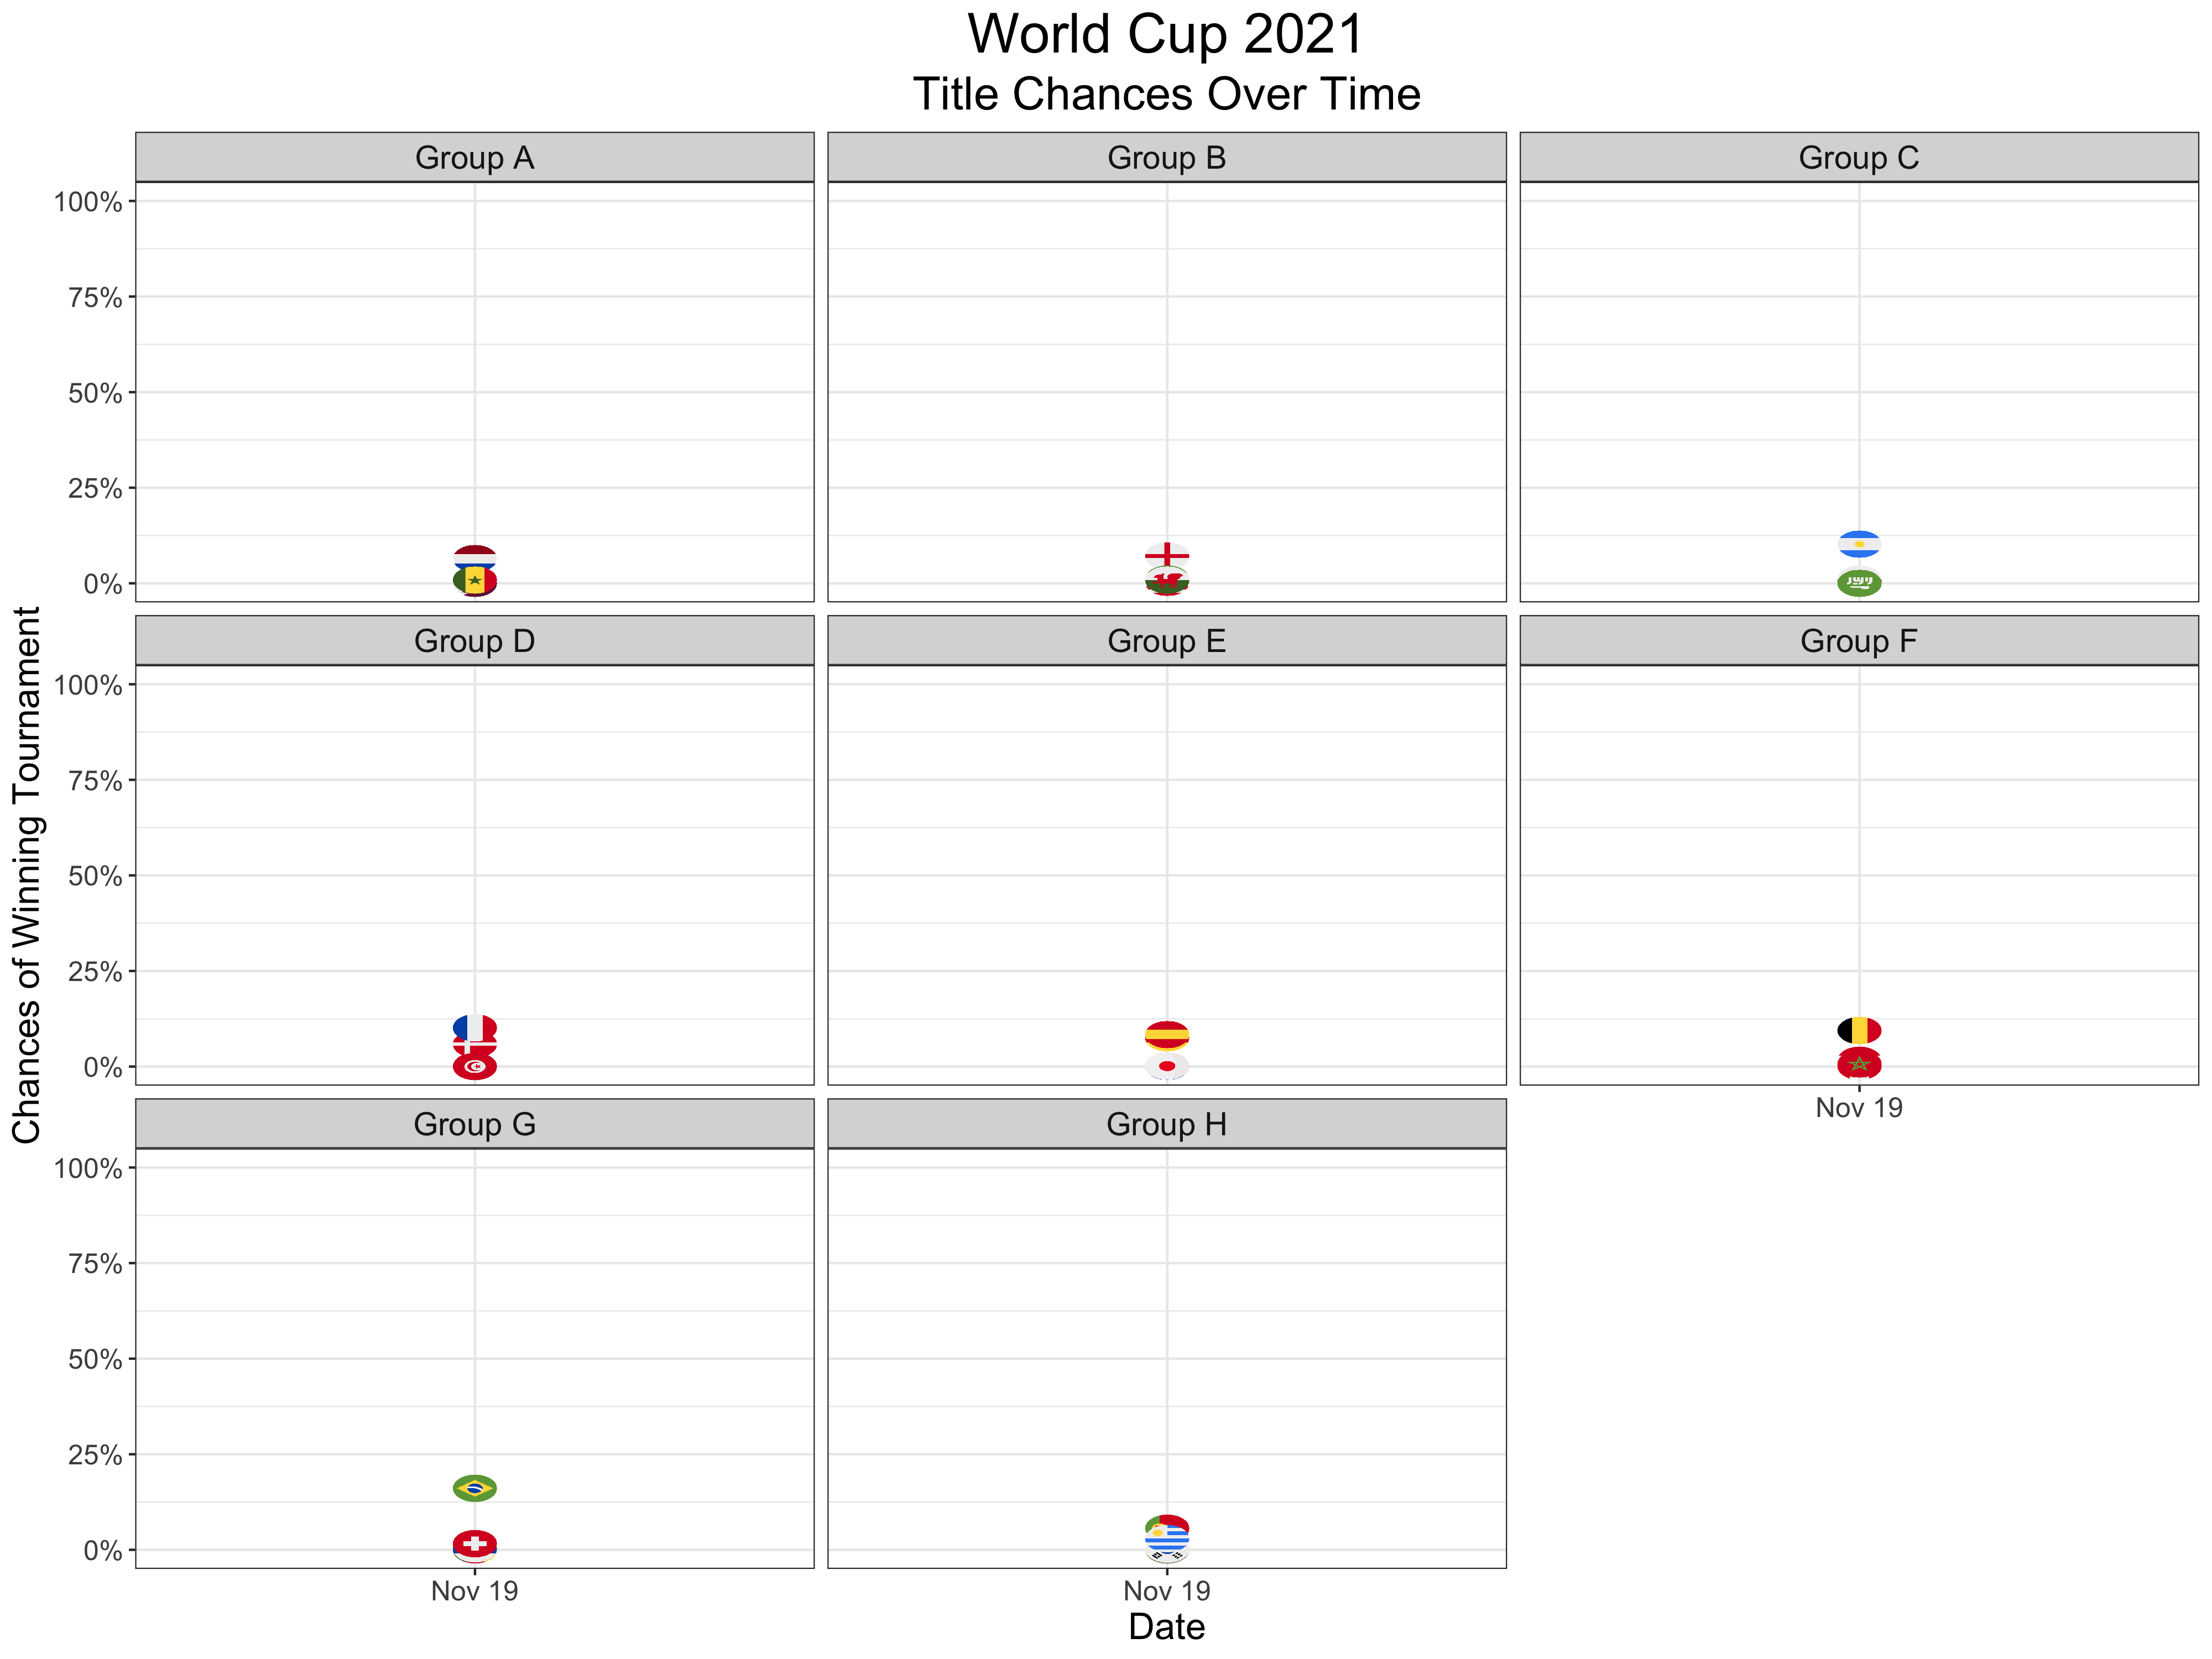 World Cup 2021
Title Chances Over Time
Group A
Group B
Group C
100%
75%
50%
25%
0%
Group D
Group E
Group F
100%
75%
50%
25%
0%
Nov 19
Group G
Group H
100%
75%
50%
25%
0%
Nov 19
Nov 19
Date
Chances of Winning Tournament